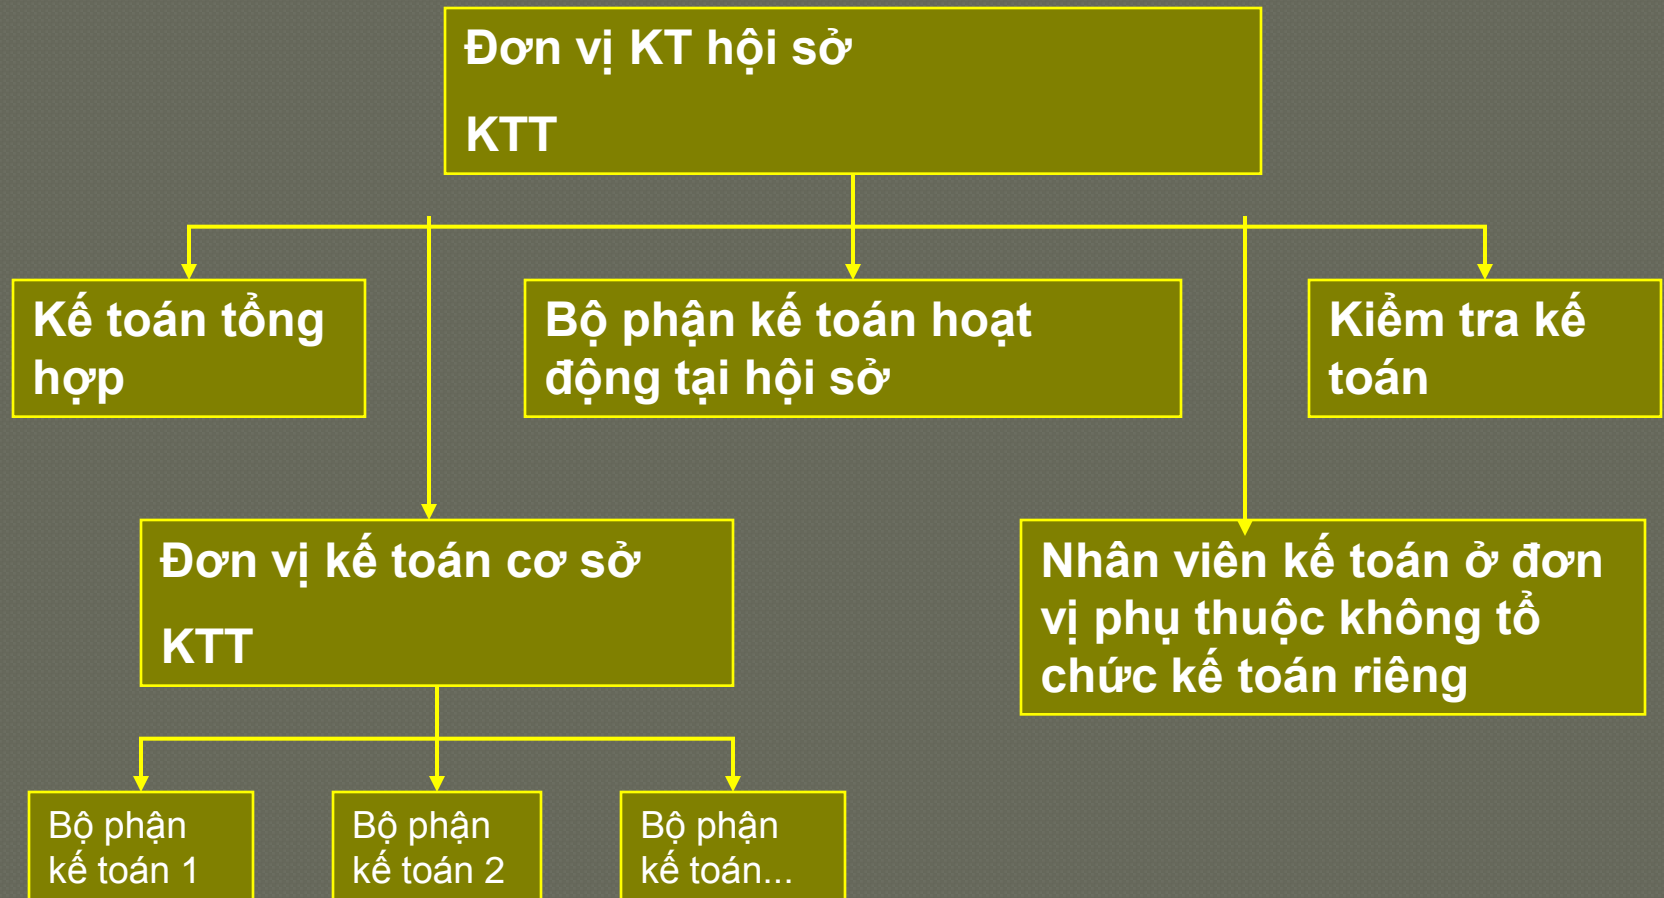 Đơn vị KT hội sở
KTT
Kế toán tổng
hợp
Bộ phận kế toán hoạt
động tại hội sở
Kiểm tra kế
toán
Đơn vị kế toán cơ sở
KTT
Nhân viên kế toán ở đơn
vị phụ thuộc không tổ
chức kế toán riêng
Bộ phận
kế toán 1
Bộ phận
kế toán 2
Bộ phận
kế toán...